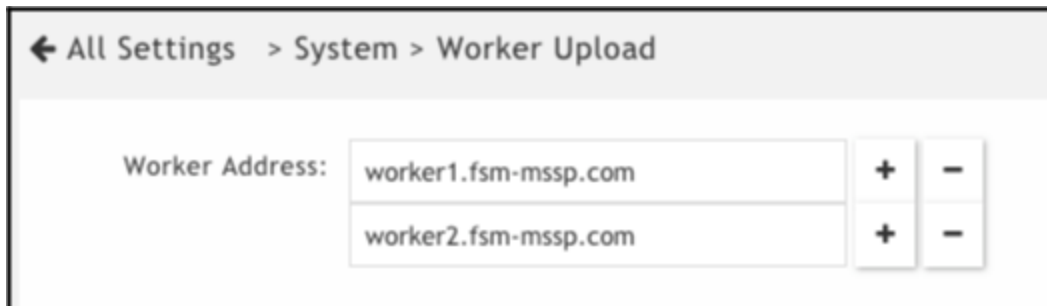 ← All Settings > System > Worker Upload
Worker Address: worker1.fsm-mssp.com + −
worker2.fsm-mssp.com + −